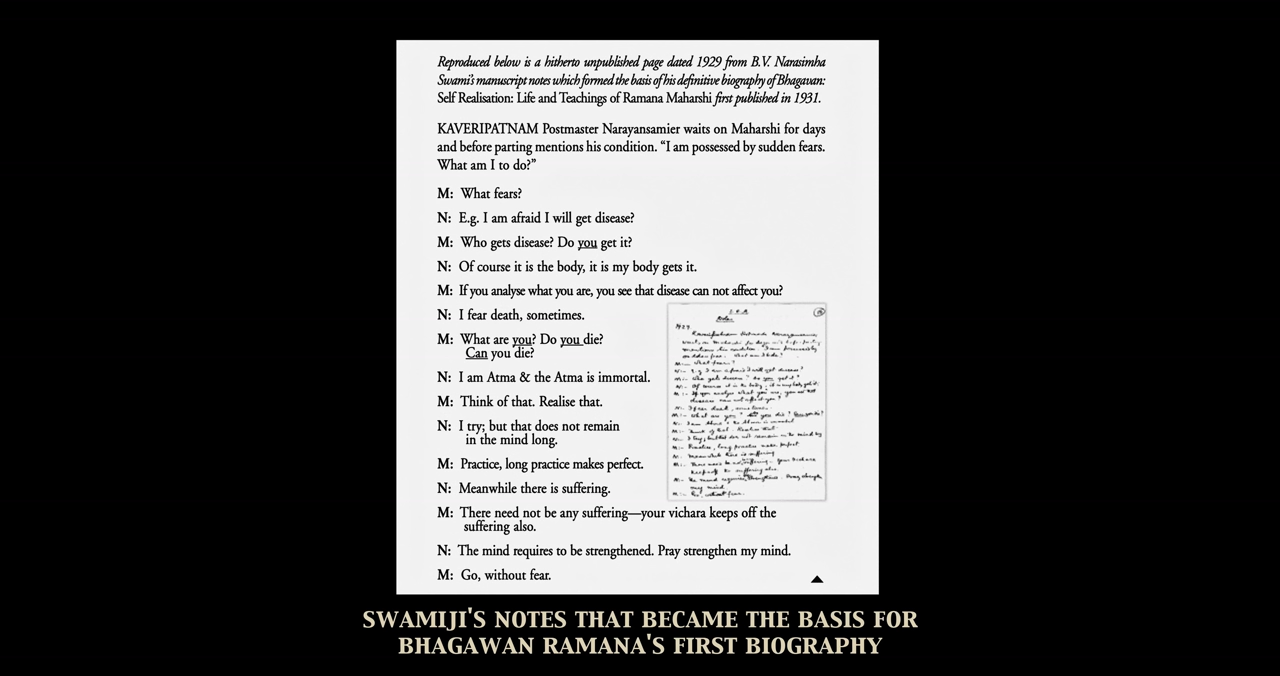 Reproduced below is a hitherto unpublished page dated 1929 from B.V. Narasimha
Swami's manuscript notes which formed the basis of his definitive biography of Bhagavan:
Self Realisation: Life and Teachings of Ramana Maharshi first published in 1931.
KAVERIPATNAM Postmaster Narayansamier waits on Maharshi for days
and before parting mentions his condition. “I am possessed by sudden fears.
What am I to do?”
M: What fears?
N: E.g. I am afraid I will get disease?
M: Who gets disease? Do you get it?
N: Of course it is the body, it is my body gets it.
M: If you analyse what you are, you see that disease can not affect you?
N: I fear death, sometimes.
M: What are you? Do you die?
Can you die?
N: I am Atma & the Atma is immortal.
M: Think of that. Realise that.
N: I try; but that does not remain
in the mind long.
M: Practice, long practice makes perfect.
N: Meanwhile there is suffering.
M: There need not be any suffering—your vichara keeps off the
suffering also.
N: The mind requires to be strengthened. Pray strengthen my mind.
M: Go, without fear.
SWAMIJI'S NOTES THAT BECAME THE BASIS FOR
BHAGAWAN RAMANA'S FIRST BIOGRAPHY